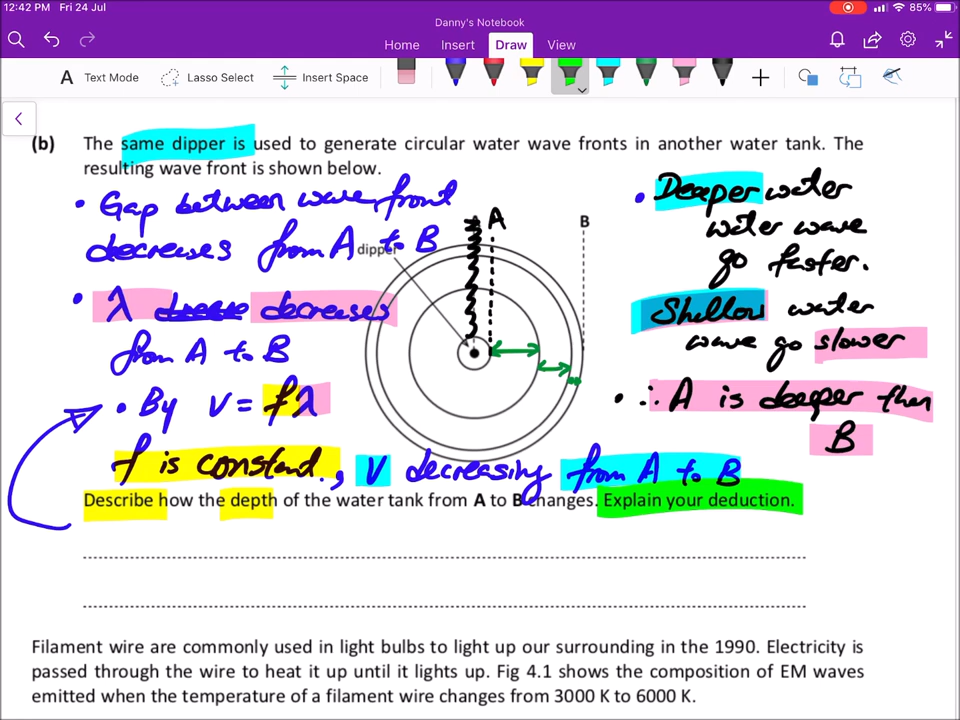 12:42 PM Fri 24 Jul
85%
Danny's Notebook
Home Insert Draw View
A Text Mode Lasso Select Insert Space
(b) The same dipper is used to generate circular water wave fronts in another water tank. The
resulting wave front is shown below.
• Gap between wave front
decreases from A to B
dipper
A
B
• λ decreases
from A to B
• By v = fλ
f is constand., V decreasing from A to B
• Deeper water
water wave
go faster.
Shellow water
wave go slower
• ∴ A is deeper then
B
Describe how the depth of the water tank from A to B changes. Explain your deduction.
Filament wire are commonly used in light bulbs to light up our surrounding in the 1990. Electricity is
passed through the wire to heat it up until it lights up. Fig 4.1 shows the composition of EM waves
emitted when the temperature of a filament wire changes from 3000 K to 6000 K.